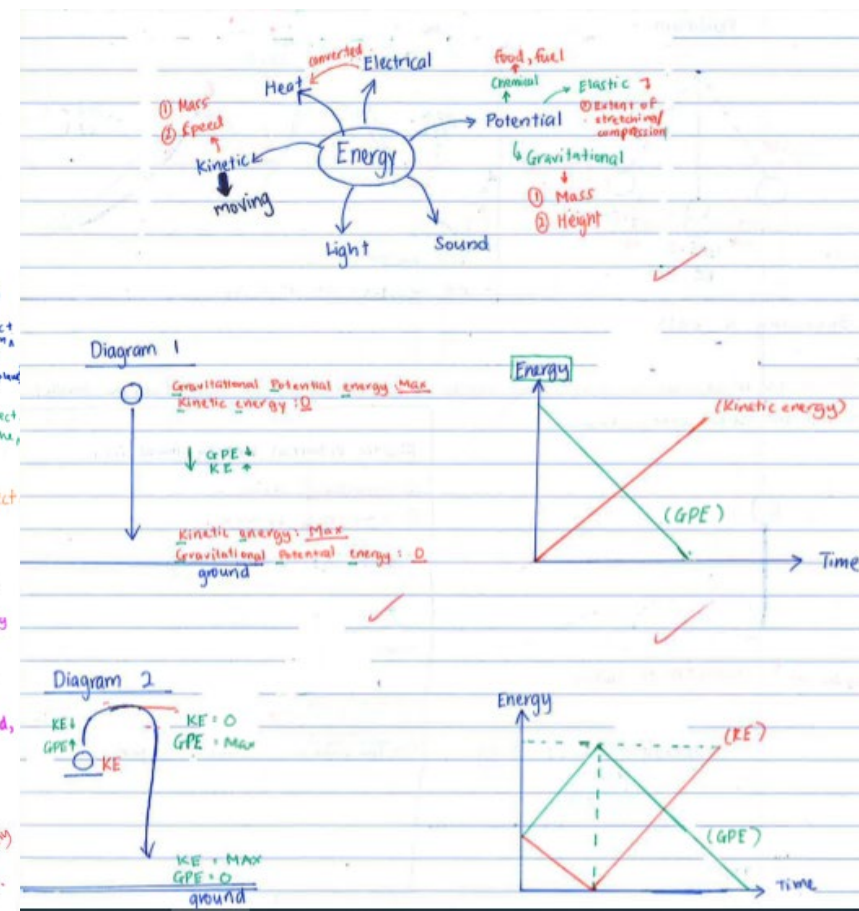 converted
Electrical
Heat
food, fuel
Chemical
Elastic
② Extent of
stretching/
compression
① Mass
② Speed
Potential
Kinetic
Energy
Gravitational
moving
① Mass
② Height
Light
Sound
Diagram 1
Gravitational Potential energy: Max
Kinetic energy: 0
GPE ↓
KE ↑
Kinetic energy: Max
Gravitational Potential energy: 0
ground
Energy
(Kinetic energy)
(GPE)
Time
Diagram 2
KE↓
GPE↑
KE
KE = 0
GPE = Max
KE = MAX
GPE = 0
ground
Energy
(KE)
(GPE)
Time